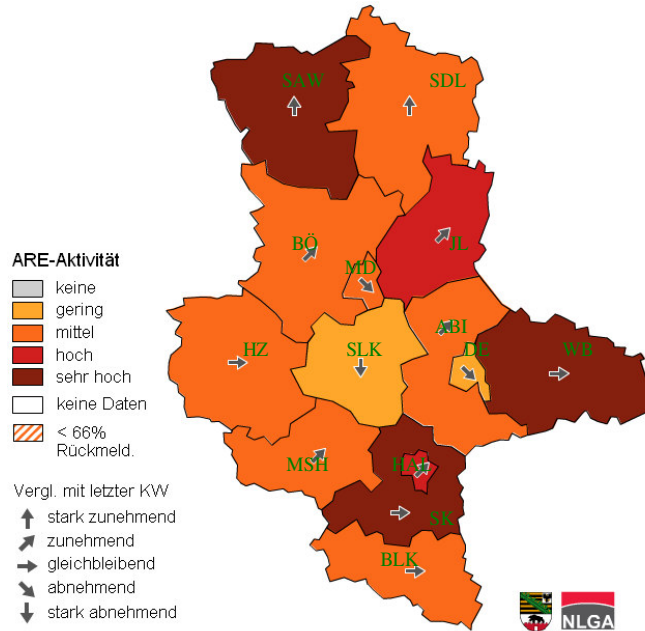 SAW
SDL
BÖ
MD
JL
HZ
SLK
ABI
DE
WB
MSH
HAL
SK
BLK
ARE-Aktivität
keine
gering
mittel
hoch
sehr hoch
keine Daten
< 66%
Rückmeld.
Vergl. mit letzter KW
stark zunehmend
zunehmend
gleichbleibend
abnehmend
stark abnehmend
NLGA